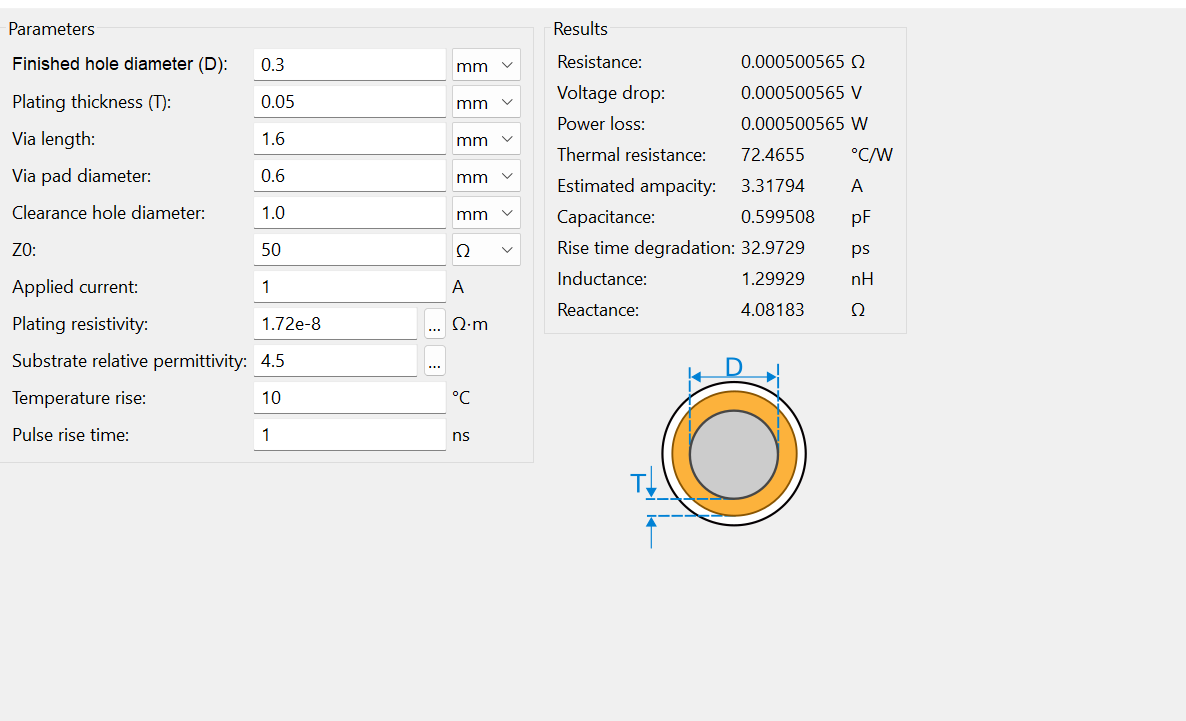 Parameters
Finished hole diameter (D): 0.3 mm
Plating thickness (T): 0.05 mm
Via length: 1.6 mm
Via pad diameter: 0.6 mm
Clearance hole diameter: 1.0 mm
Z0: 50 Ω
Applied current: 1 A
Plating resistivity: 1.72e-8 ... Ω·m
Substrate relative permittivity: 4.5 ...
Temperature rise: 10 °C
Pulse rise time: 1 ns
Results
Resistance: 0.000500565 Ω
Voltage drop: 0.000500565 V
Power loss: 0.000500565 W
Thermal resistance: 72.4655 °C/W
Estimated ampacity: 3.31794 A
Capacitance: 0.599508 pF
Rise time degradation: 32.9729 ps
Inductance: 1.29929 nH
Reactance: 4.08183 Ω
D
T